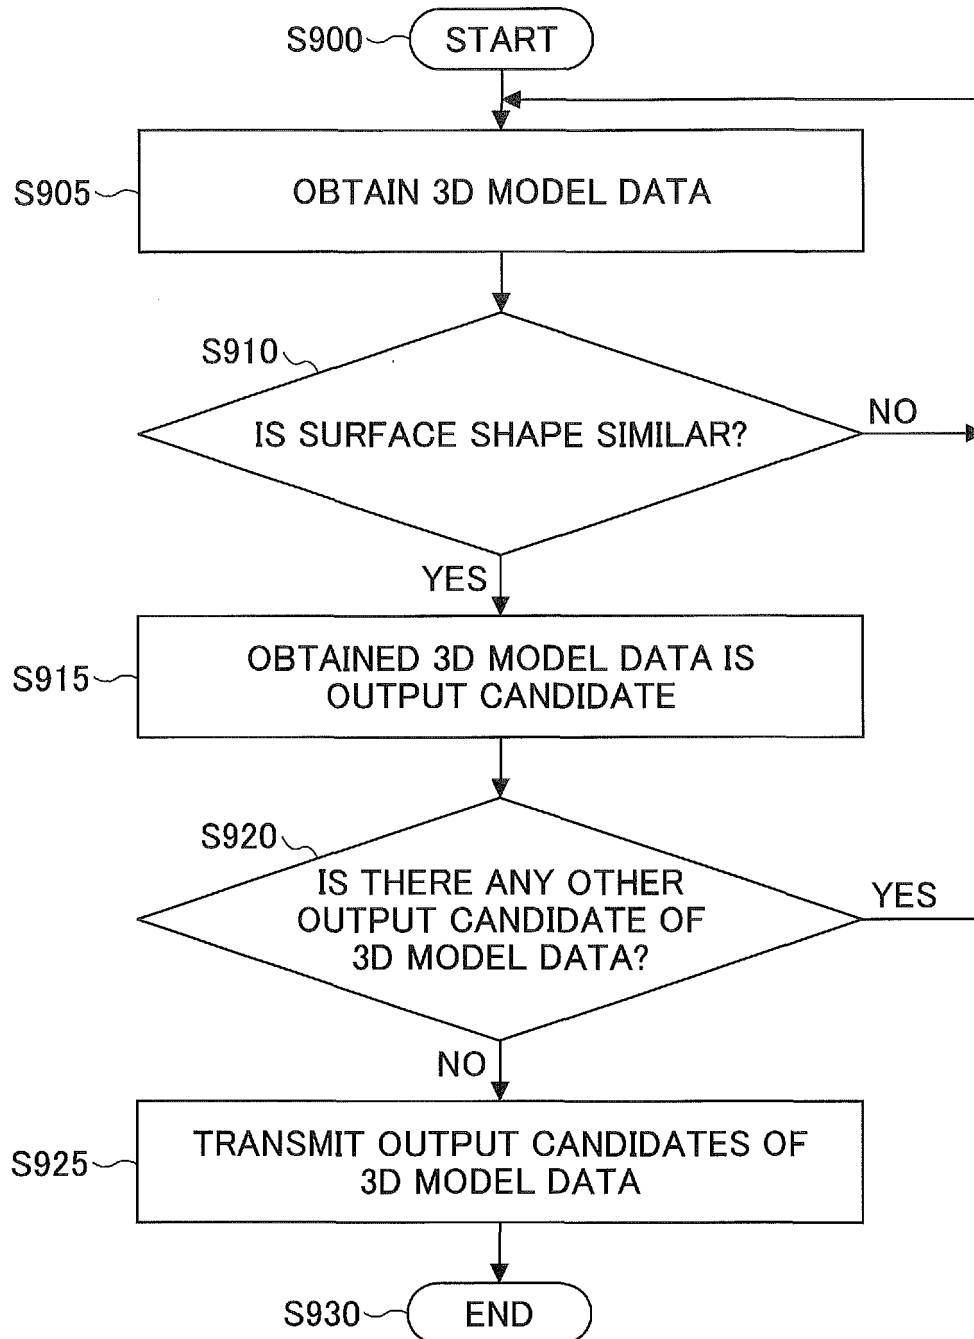 S900
START
S905
OBTAIN 3D MODEL DATA
S910
IS SURFACE SHAPE SIMILAR?
NO
YES
S915
OBTAINED 3D MODEL DATA IS
OUTPUT CANDIDATE
S920
IS THERE ANY OTHER
OUTPUT CANDIDATE OF
3D MODEL DATA?
YES
NO
S925
TRANSMIT OUTPUT CANDIDATES OF
3D MODEL DATA
S930
END